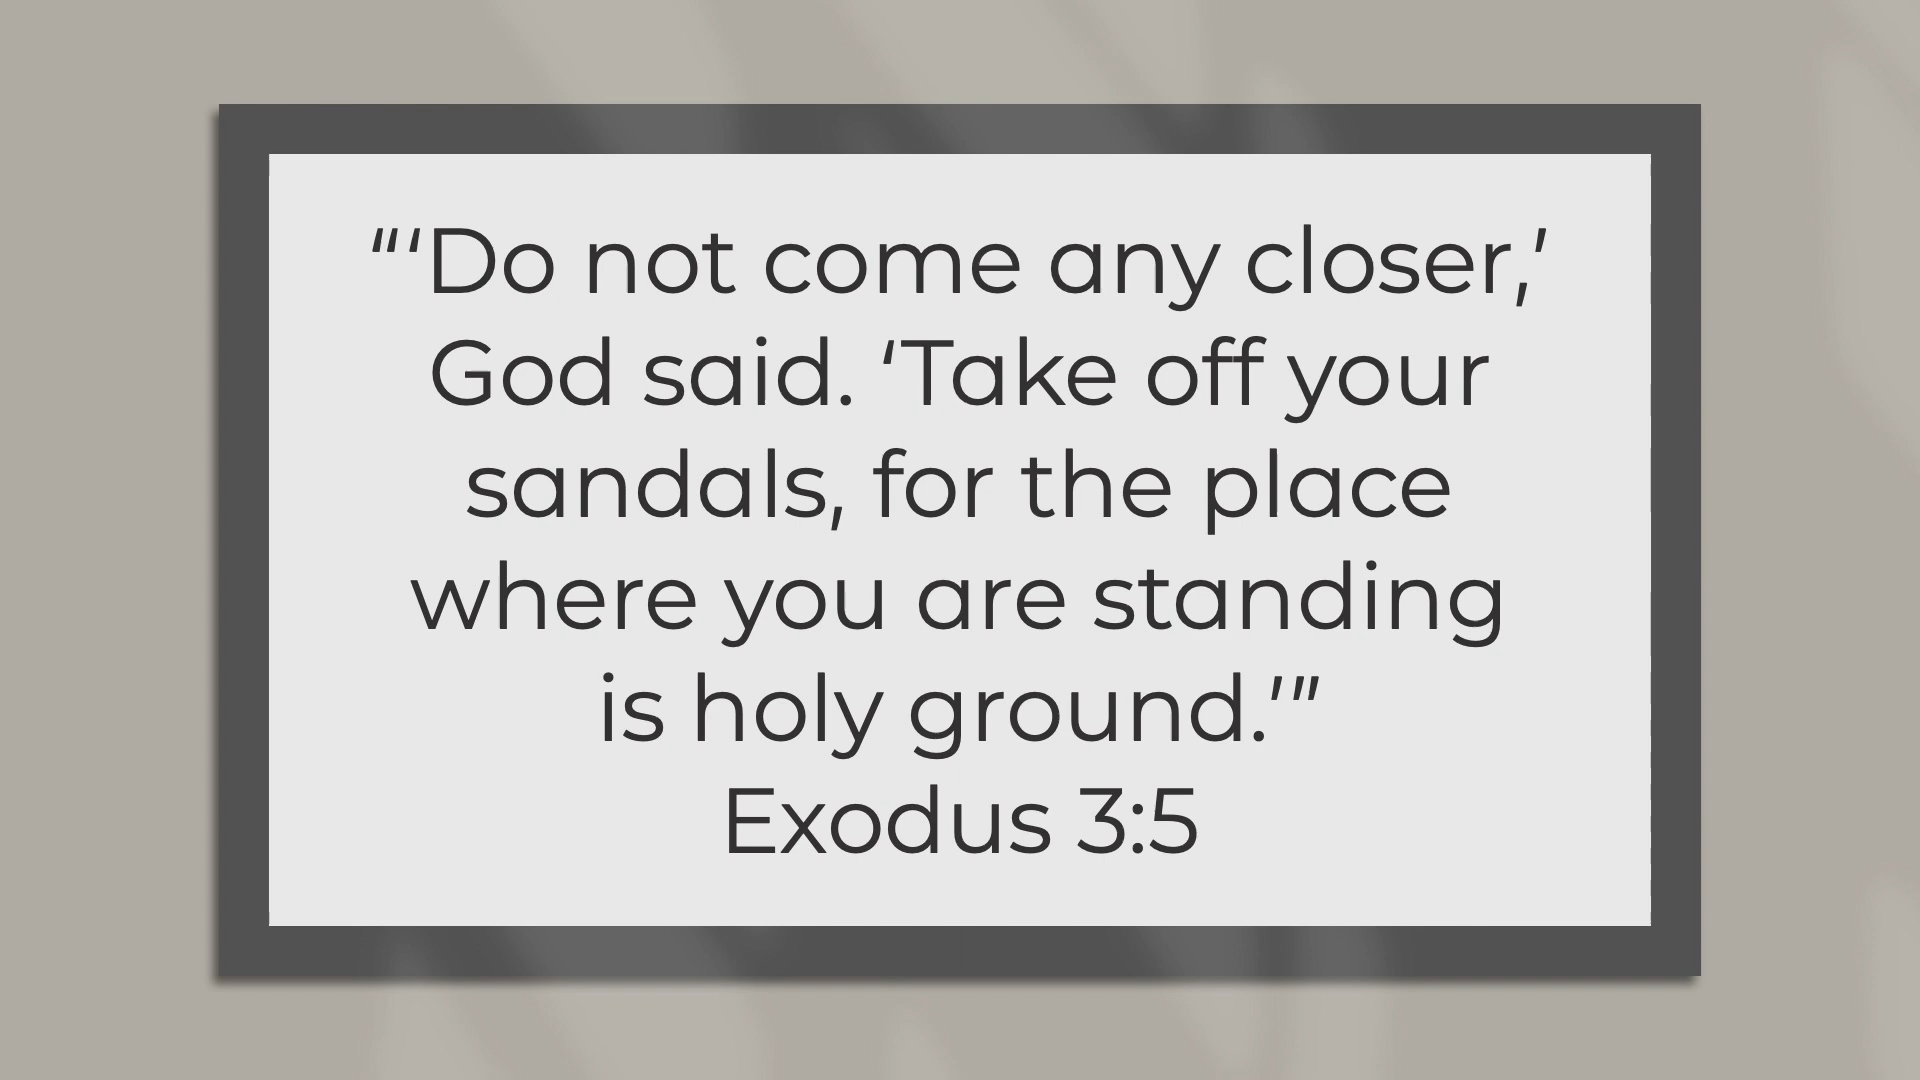 “‘Do not come any closer,’
God said. ‘Take off your
sandals, for the place
where you are standing
is holy ground.’”
Exodus 3:5